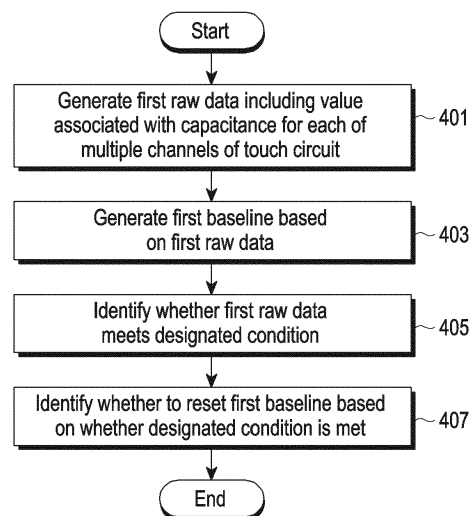 Start
Generate first raw data including value
associated with capacitance for each of
multiple channels of touch circuit
401
Generate first baseline based
on first raw data
403
Identify whether first raw data
meets designated condition
405
Identify whether to reset first baseline based
on whether designated condition is met
407
End